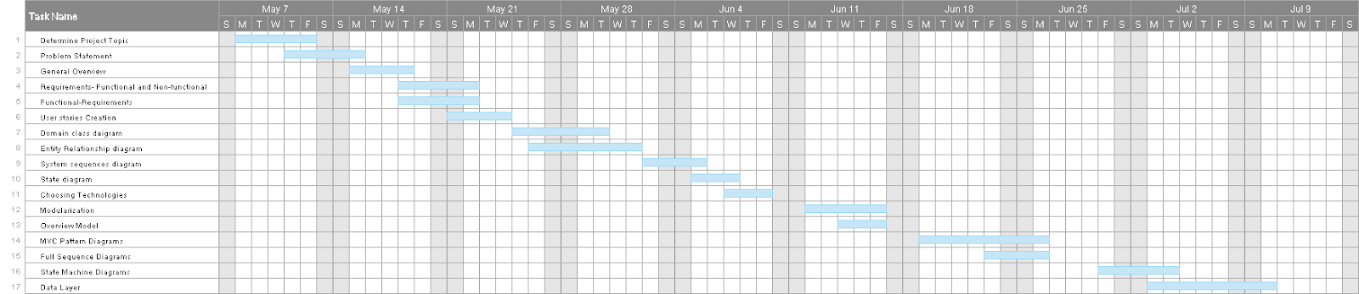 Task Name
May 7 May 14 May 21 May 28 Jun 4 Jun 11 Jun 18 Jun 25 Jul 2 Jul 9
S M T W T F S S M T W T F S S M T W T F S S M T W T F S S M T W T F S S M T W T F S S M T W T F S S M T W T F S S M T W T F S S M T W T F S
1 Determine Project Topic
2 Problem Statement
3 General Overview
4 Requirements- Functional and Non-functional
5 Functional-Requirements
6 User stories Creation
7 Domain class daigram
8 Entity Relationship diagram
9 System sequences diagram
10 State diagram
11 Choosing Technologies
12 Modularization
13 Overview Model
14 MVC Pattern Diagrams
15 Full Sequence Diagrams
16 State Machine Diagrams
17 Data Layer